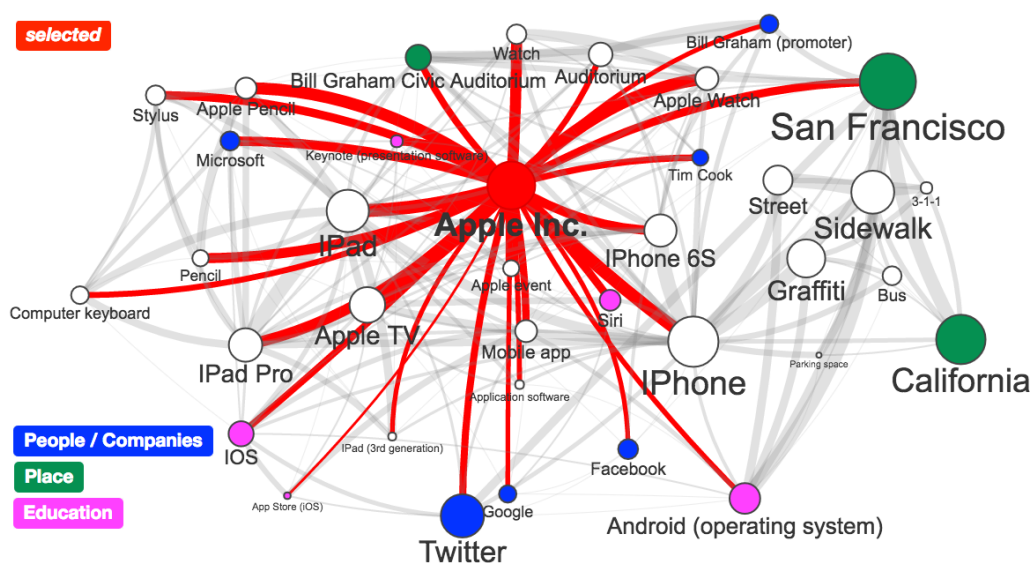 selected
Bill Graham (promoter)
Watch
Bill Graham Civic Auditorium
Auditorium
Apple Watch
Stylus
Apple Pencil
San Francisco
Microsoft
Keynote (presentation software)
Tim Cook
Street
3-1-1
Apple Inc.
Sidewalk
IPad
IPhone 6S
Pencil
Apple event
Graffiti
Bus
Computer keyboard
Siri
Apple TV
Mobile app
IPad Pro
Parking space
IPhone
California
Application software
People / Companies
IOS
IPad (3rd generation)
Facebook
Place
App Store (iOS)
Education
Google
Android (operating system)
Twitter